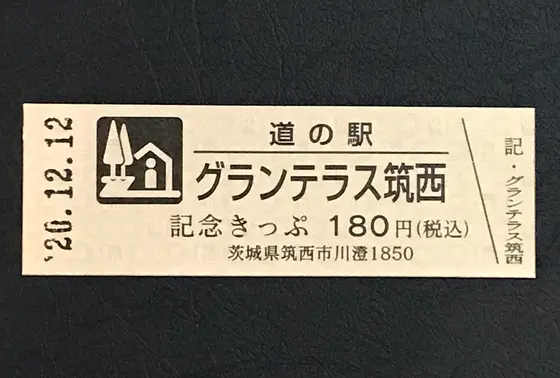 '20.12.12
道の駅
グランテラス筑西
記念きっぷ 180円(税込)
茨城県筑西市川澄1850
記・グランテラス筑西